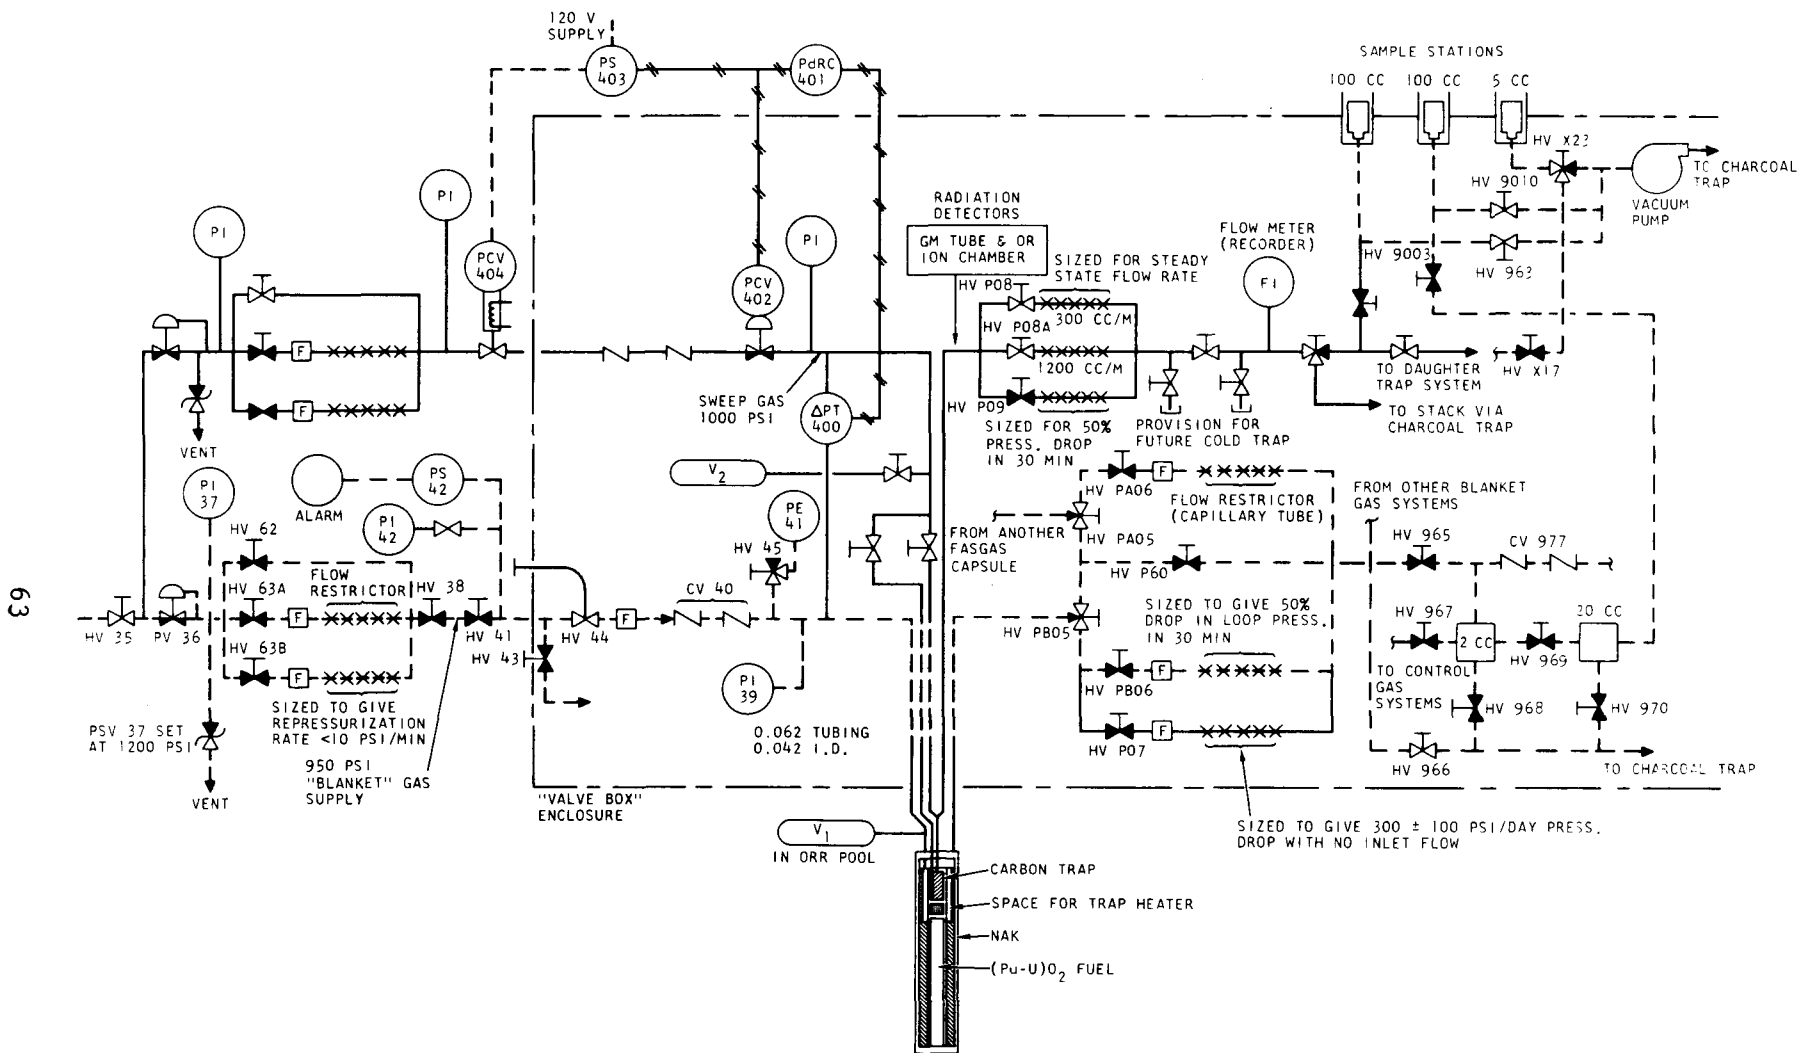 120 V
SUPPLY
PS
403
PdRC
401
SAMPLE STATIONS
100 CC
100 CC
5 CC
HV X23
TO CHARCOAL
TRAP
VACUUM
PUMP
HV 9010
HV 9003
HV 963
PI
PI
PCV
404
PCV
402
PI
RADIATION
DETECTORS
GM TUBE & OR
ION CHAMBER
SIZED FOR STEADY
STATE FLOW RATE
FLOW METER
(RECORDER)
FI
HV P08
300 CC/M
HV P08A
1200 CC/M
HV P09
SIZED FOR 50%
PRESS. DROP
IN 30 MIN
PROVISION FOR
FUTURE COLD TRAP
TO DAUGHTER
TRAP SYSTEM
HV X17
TO STACK VIA
CHARCOAL TRAP
F
F
VENT
SWEEP GAS
1000 PSI
ΔPT
400
V2
PI
37
ALARM
PS
42
PI
42
PE
41
HV 45
HV 62
HV 63A
FLOW
RESTRICTOR
HV 38
HV 63B
F
F
HV 35
PV 36
HV 41
HV 43
HV 44
F
CV 40
PI
39
SIZED TO GIVE
REPRESSURIZATION
RATE <10 PSI/MIN
PSV 37 SET
AT 1200 PSI
VENT
950 PSI
"BLANKET" GAS
SUPPLY
"VALVE BOX"
ENCLOSURE
0.062 TUBING
0.042 I.D.
HV PA06
F
FLOW RESTRICTOR
(CAPILLARY TUBE)
FROM ANOTHER
FASGAS
CAPSULE
HV PA05
HV P60
SIZED TO GIVE 50%
DROP IN LOOP PRESS.
IN 30 MIN
HV PB05
HV PB06
F
HV P07
F
FROM OTHER BLANKET
GAS SYSTEMS
HV 965
CV 977
HV 967
2 CC
HV 969
20 CC
TO CONTROL
GAS
SYSTEMS
HV 968
HV 970
HV 966
TO CHARCOAL TRAP
SIZED TO GIVE 300 ± 100 PSI/DAY PRESS.
DROP WITH NO INLET FLOW
V1
IN ORR POOL
CARBON TRAP
SPACE FOR TRAP HEATER
NAK
(Pu-U)O2 FUEL
63